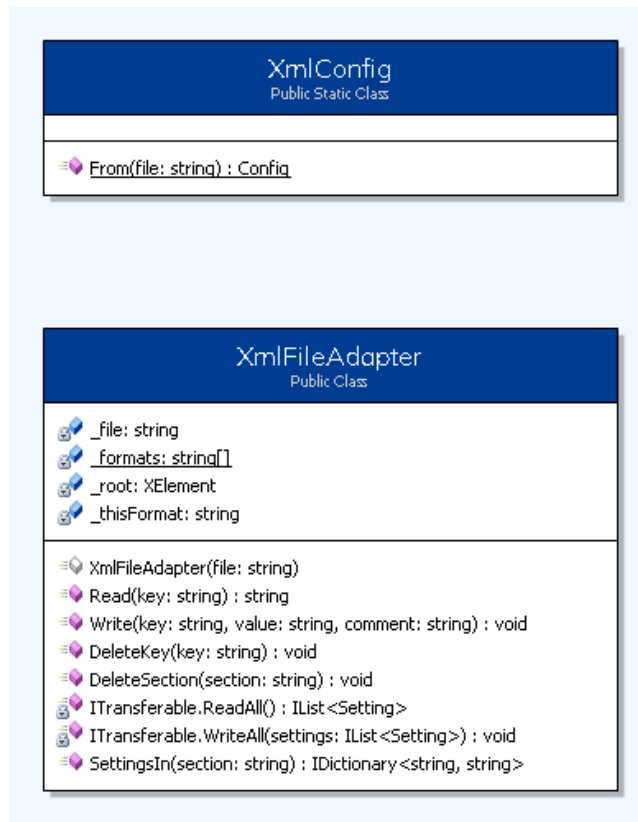 XmlConfig
Public Static Class
From(file: string) : Config
XmlFileAdapter
Public Class
_file: string
_formats: string[]
_root: XElement
_thisFormat: string
XmlFileAdapter(file: string)
Read(key: string) : string
Write(key: string, value: string, comment: string) : void
DeleteKey(key: string) : void
DeleteSection(section: string) : void
ITransferable.ReadAll() : IList<Setting>
ITransferable.WriteAll(settings: IList<Setting>) : void
SettingsIn(section: string) : IDictionary<string, string>